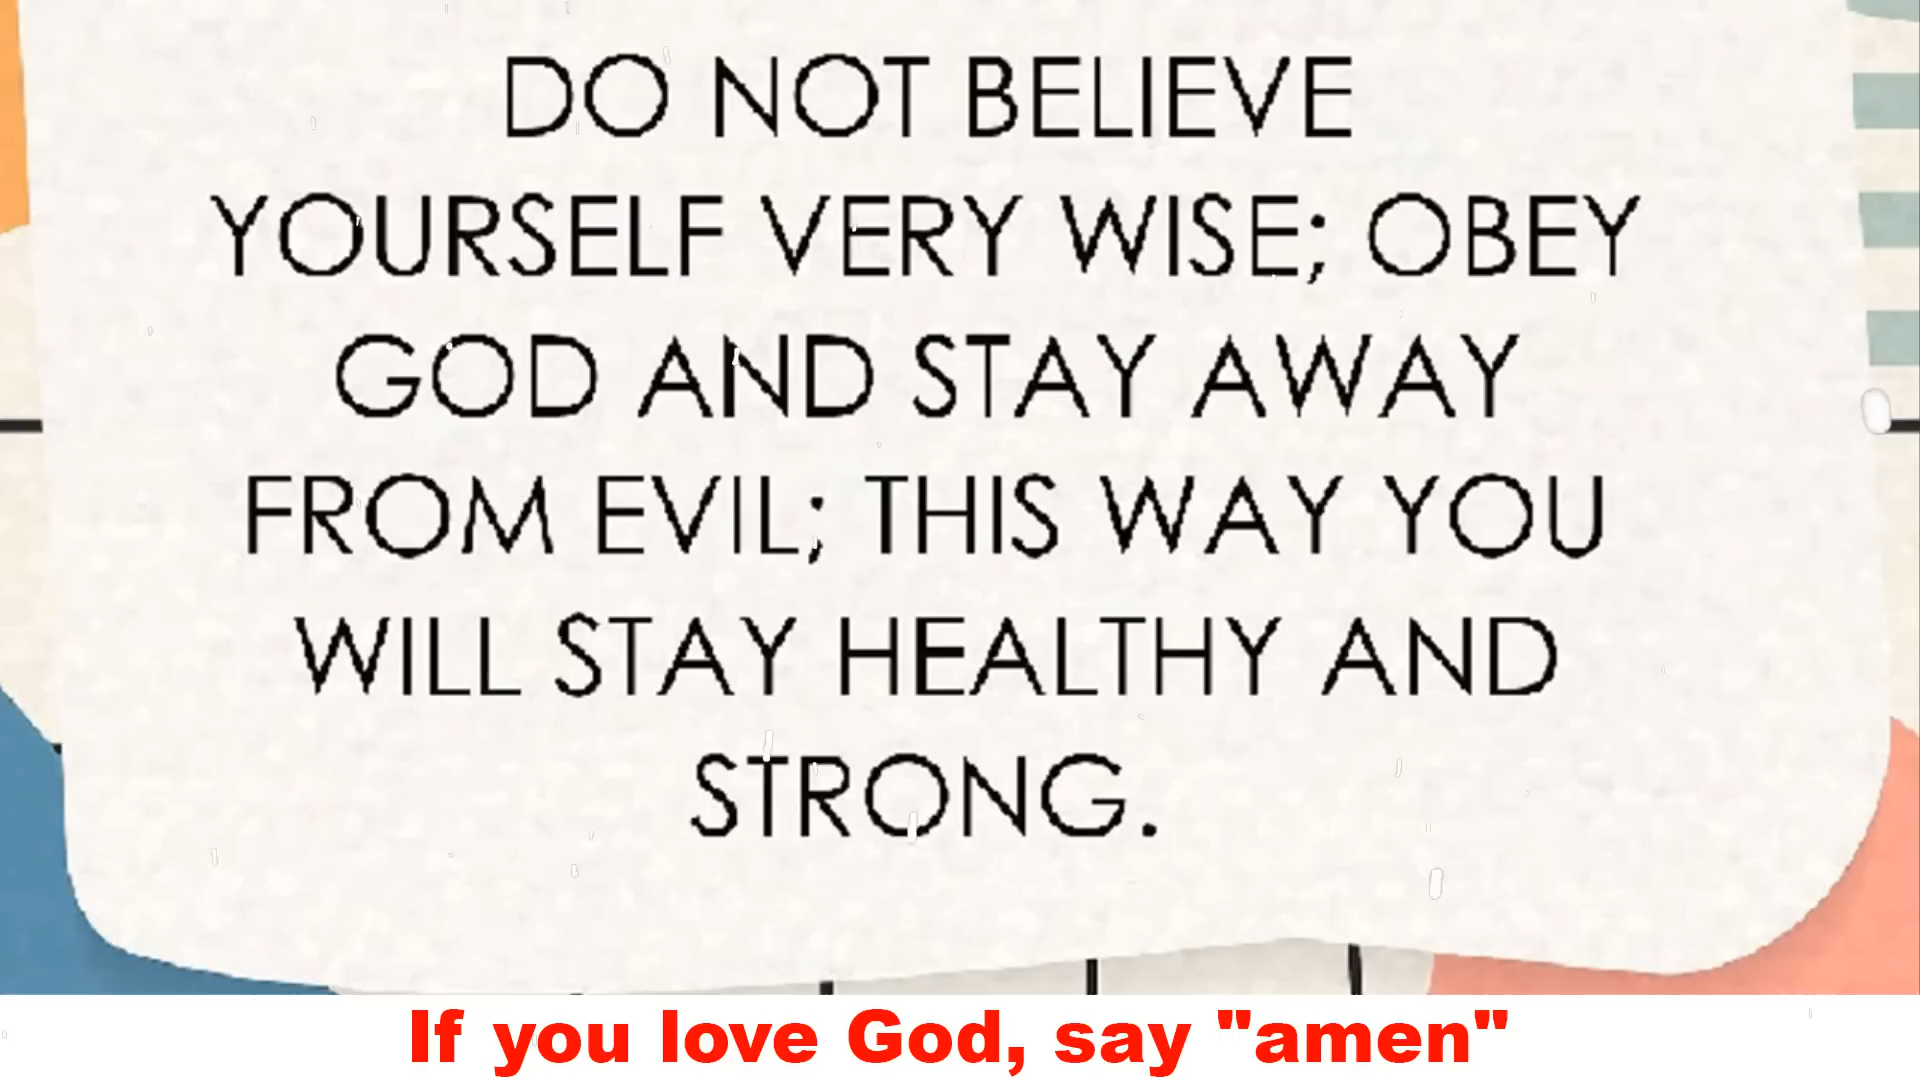 DO NOT BELIEVE
YOURSELF VERY WISE; OBEY
GOD AND STAY AWAY
FROM EVIL; THIS WAY YOU
WILL STAY HEALTHY AND
STRONG.
If you love God, say "amen"